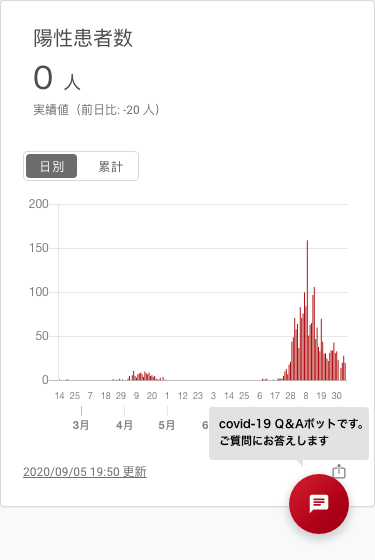 陽性患者数
0 人
実績値（前日比: -20 人）
日別 累計
200
150
100
50
0
14 25 7 18 29 9 20 1 12 23 3 14 25 6 17 28 8 19 30
3月 4月 5月 6
covid-19 Q&Aボットです。
ご質問にお答えします
2020/09/05 19:50 更新